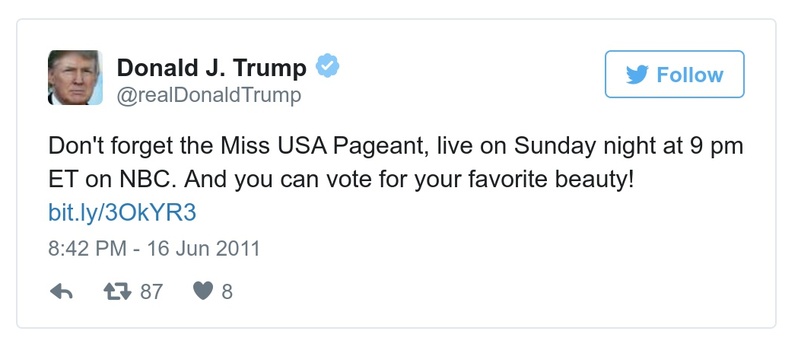 Donald J. Trump
@realDonaldTrump
Follow
Don't forget the Miss USA Pageant, live on Sunday night at 9 pm
ET on NBC. And you can vote for your favorite beauty!
bit.ly/3OkYR3
8:42 PM - 16 Jun 2011
87 8